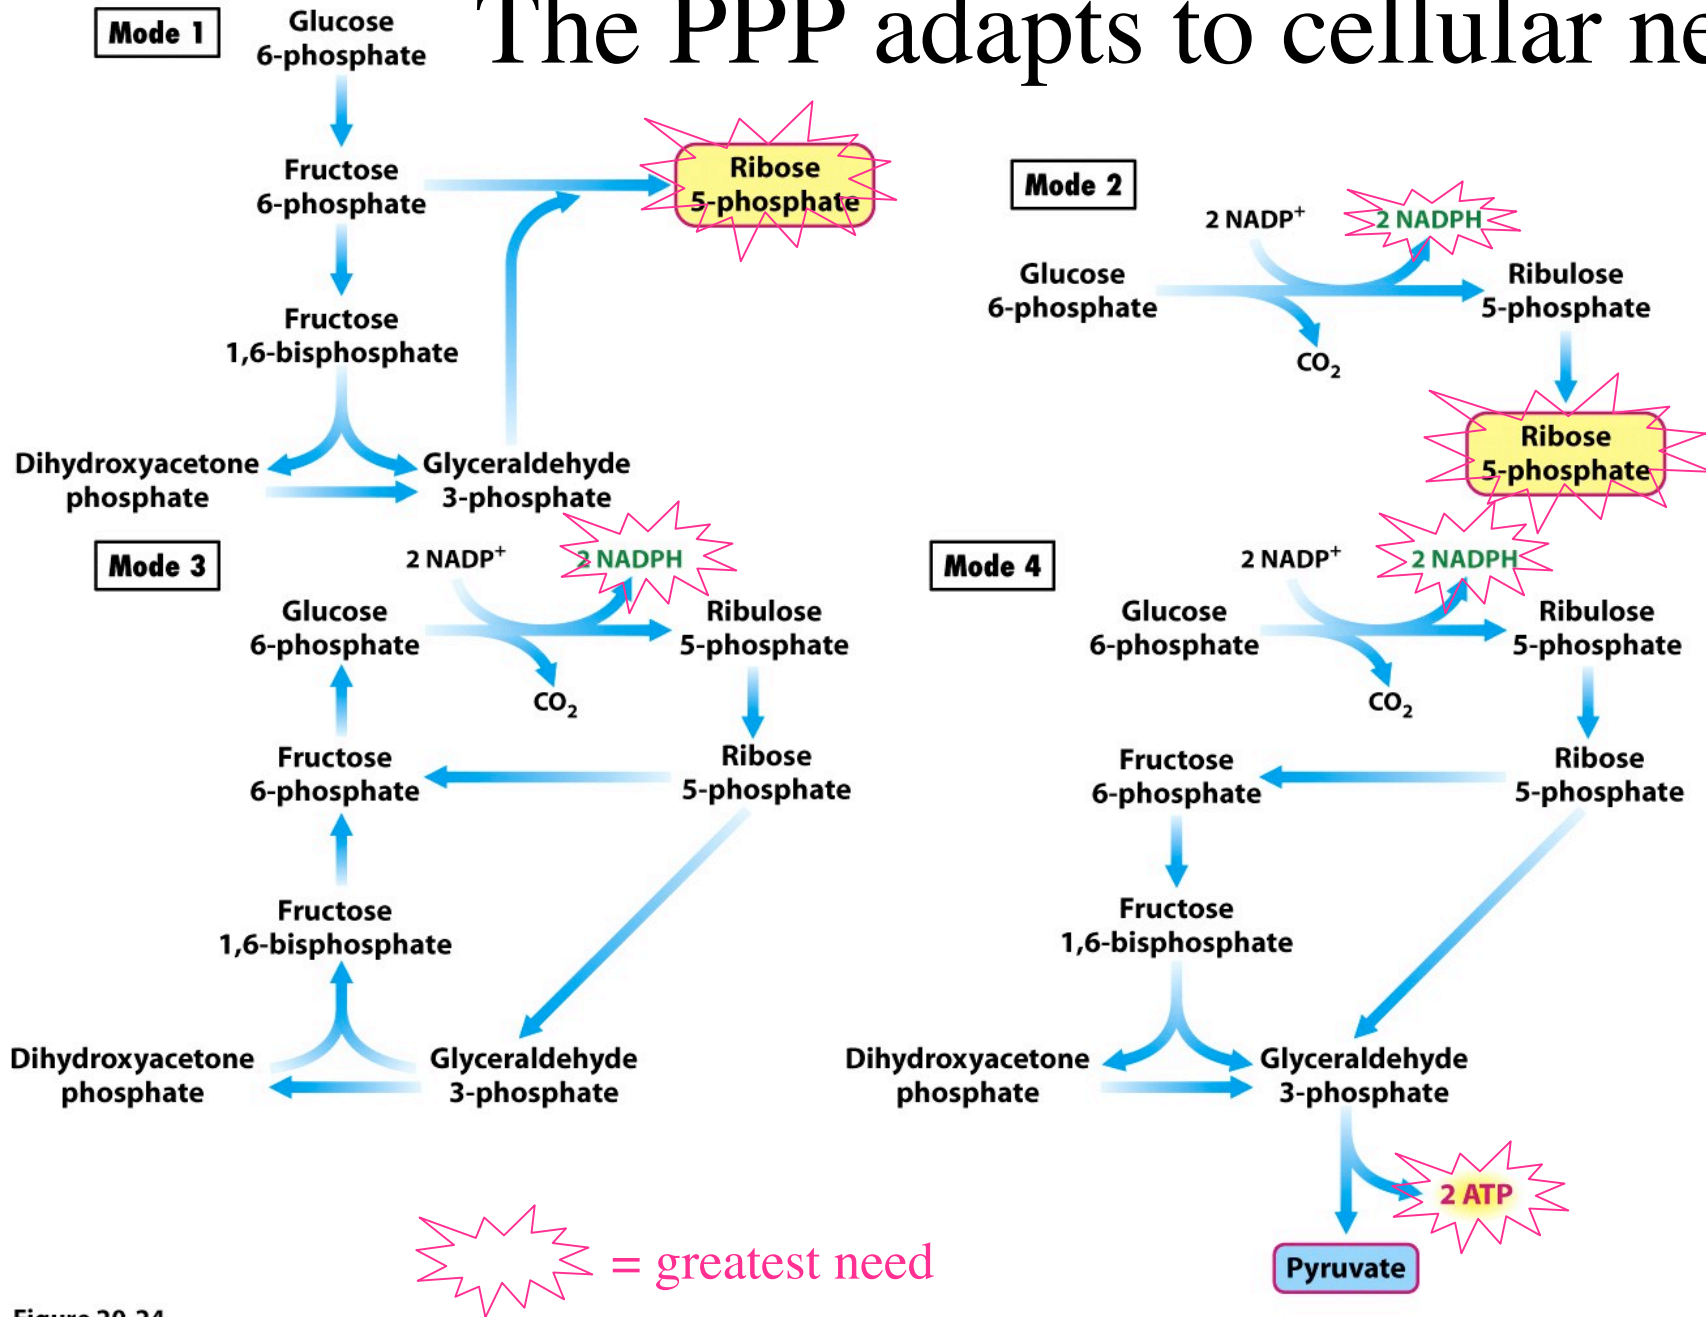 The PPP adapts to cellular
Mode 1
Glucose
6-phosphate
Fructose
6-phosphate
Ribose
5-phosphate
Fructose
1,6-bisphosphate
Dihydroxyacetone
phosphate
Glyceraldehyde
3-phosphate
Mode 2
2 NADP+
2 NADPH
Glucose
6-phosphate
Ribulose
5-phosphate
CO2
Ribose
5-phosphate
Mode 3
2 NADP+
2 NADPH
Glucose
6-phosphate
Ribulose
5-phosphate
CO2
Fructose
6-phosphate
Ribose
5-phosphate
Fructose
1,6-bisphosphate
Dihydroxyacetone
phosphate
Glyceraldehyde
3-phosphate
Mode 4
2 NADP+
2 NADPH
Glucose
6-phosphate
Ribulose
5-phosphate
CO2
Fructose
6-phosphate
Ribose
5-phosphate
Fructose
1,6-bisphosphate
Dihydroxyacetone
phosphate
Glyceraldehyde
3-phosphate
2 ATP
Pyruvate
= greatest need